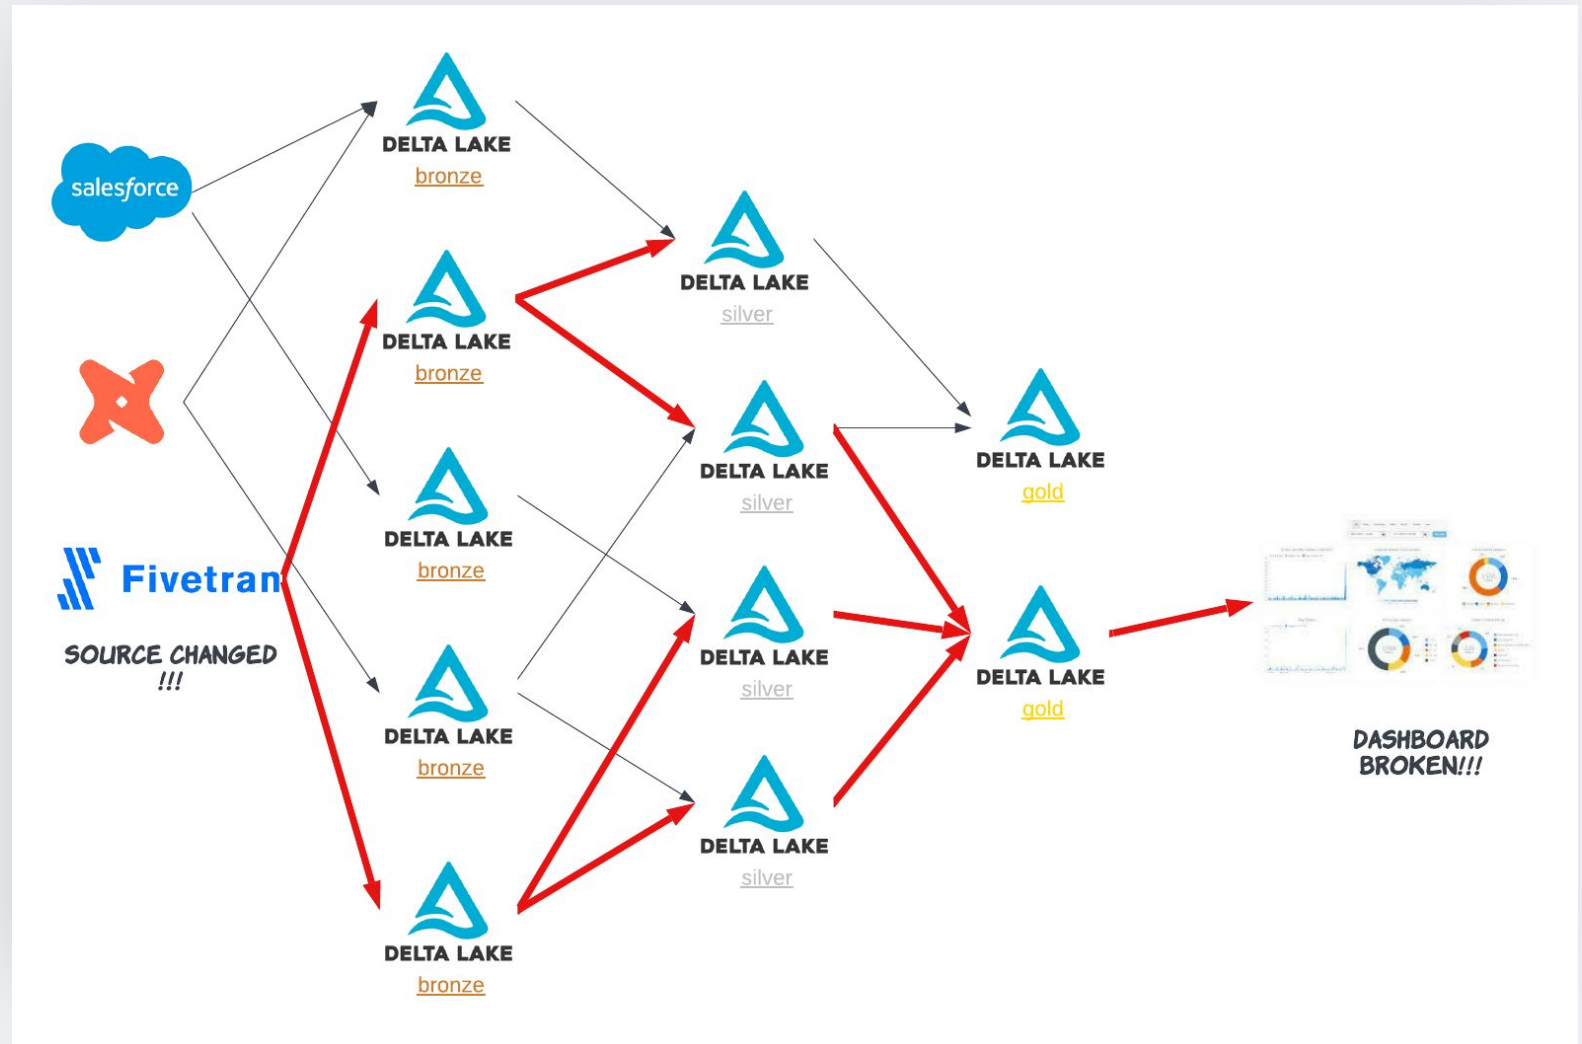 DELTA LAKE
bronze
salesforce
DELTA LAKE
silver
DELTA LAKE
bronze
DELTA LAKE
silver
DELTA LAKE
gold
DELTA LAKE
bronze
Fivetran
SOURCE CHANGED
!!!
DELTA LAKE
silver
DELTA LAKE
gold
DELTA LAKE
bronze
DASHBOARD
BROKEN!!!
DELTA LAKE
silver
DELTA LAKE
bronze